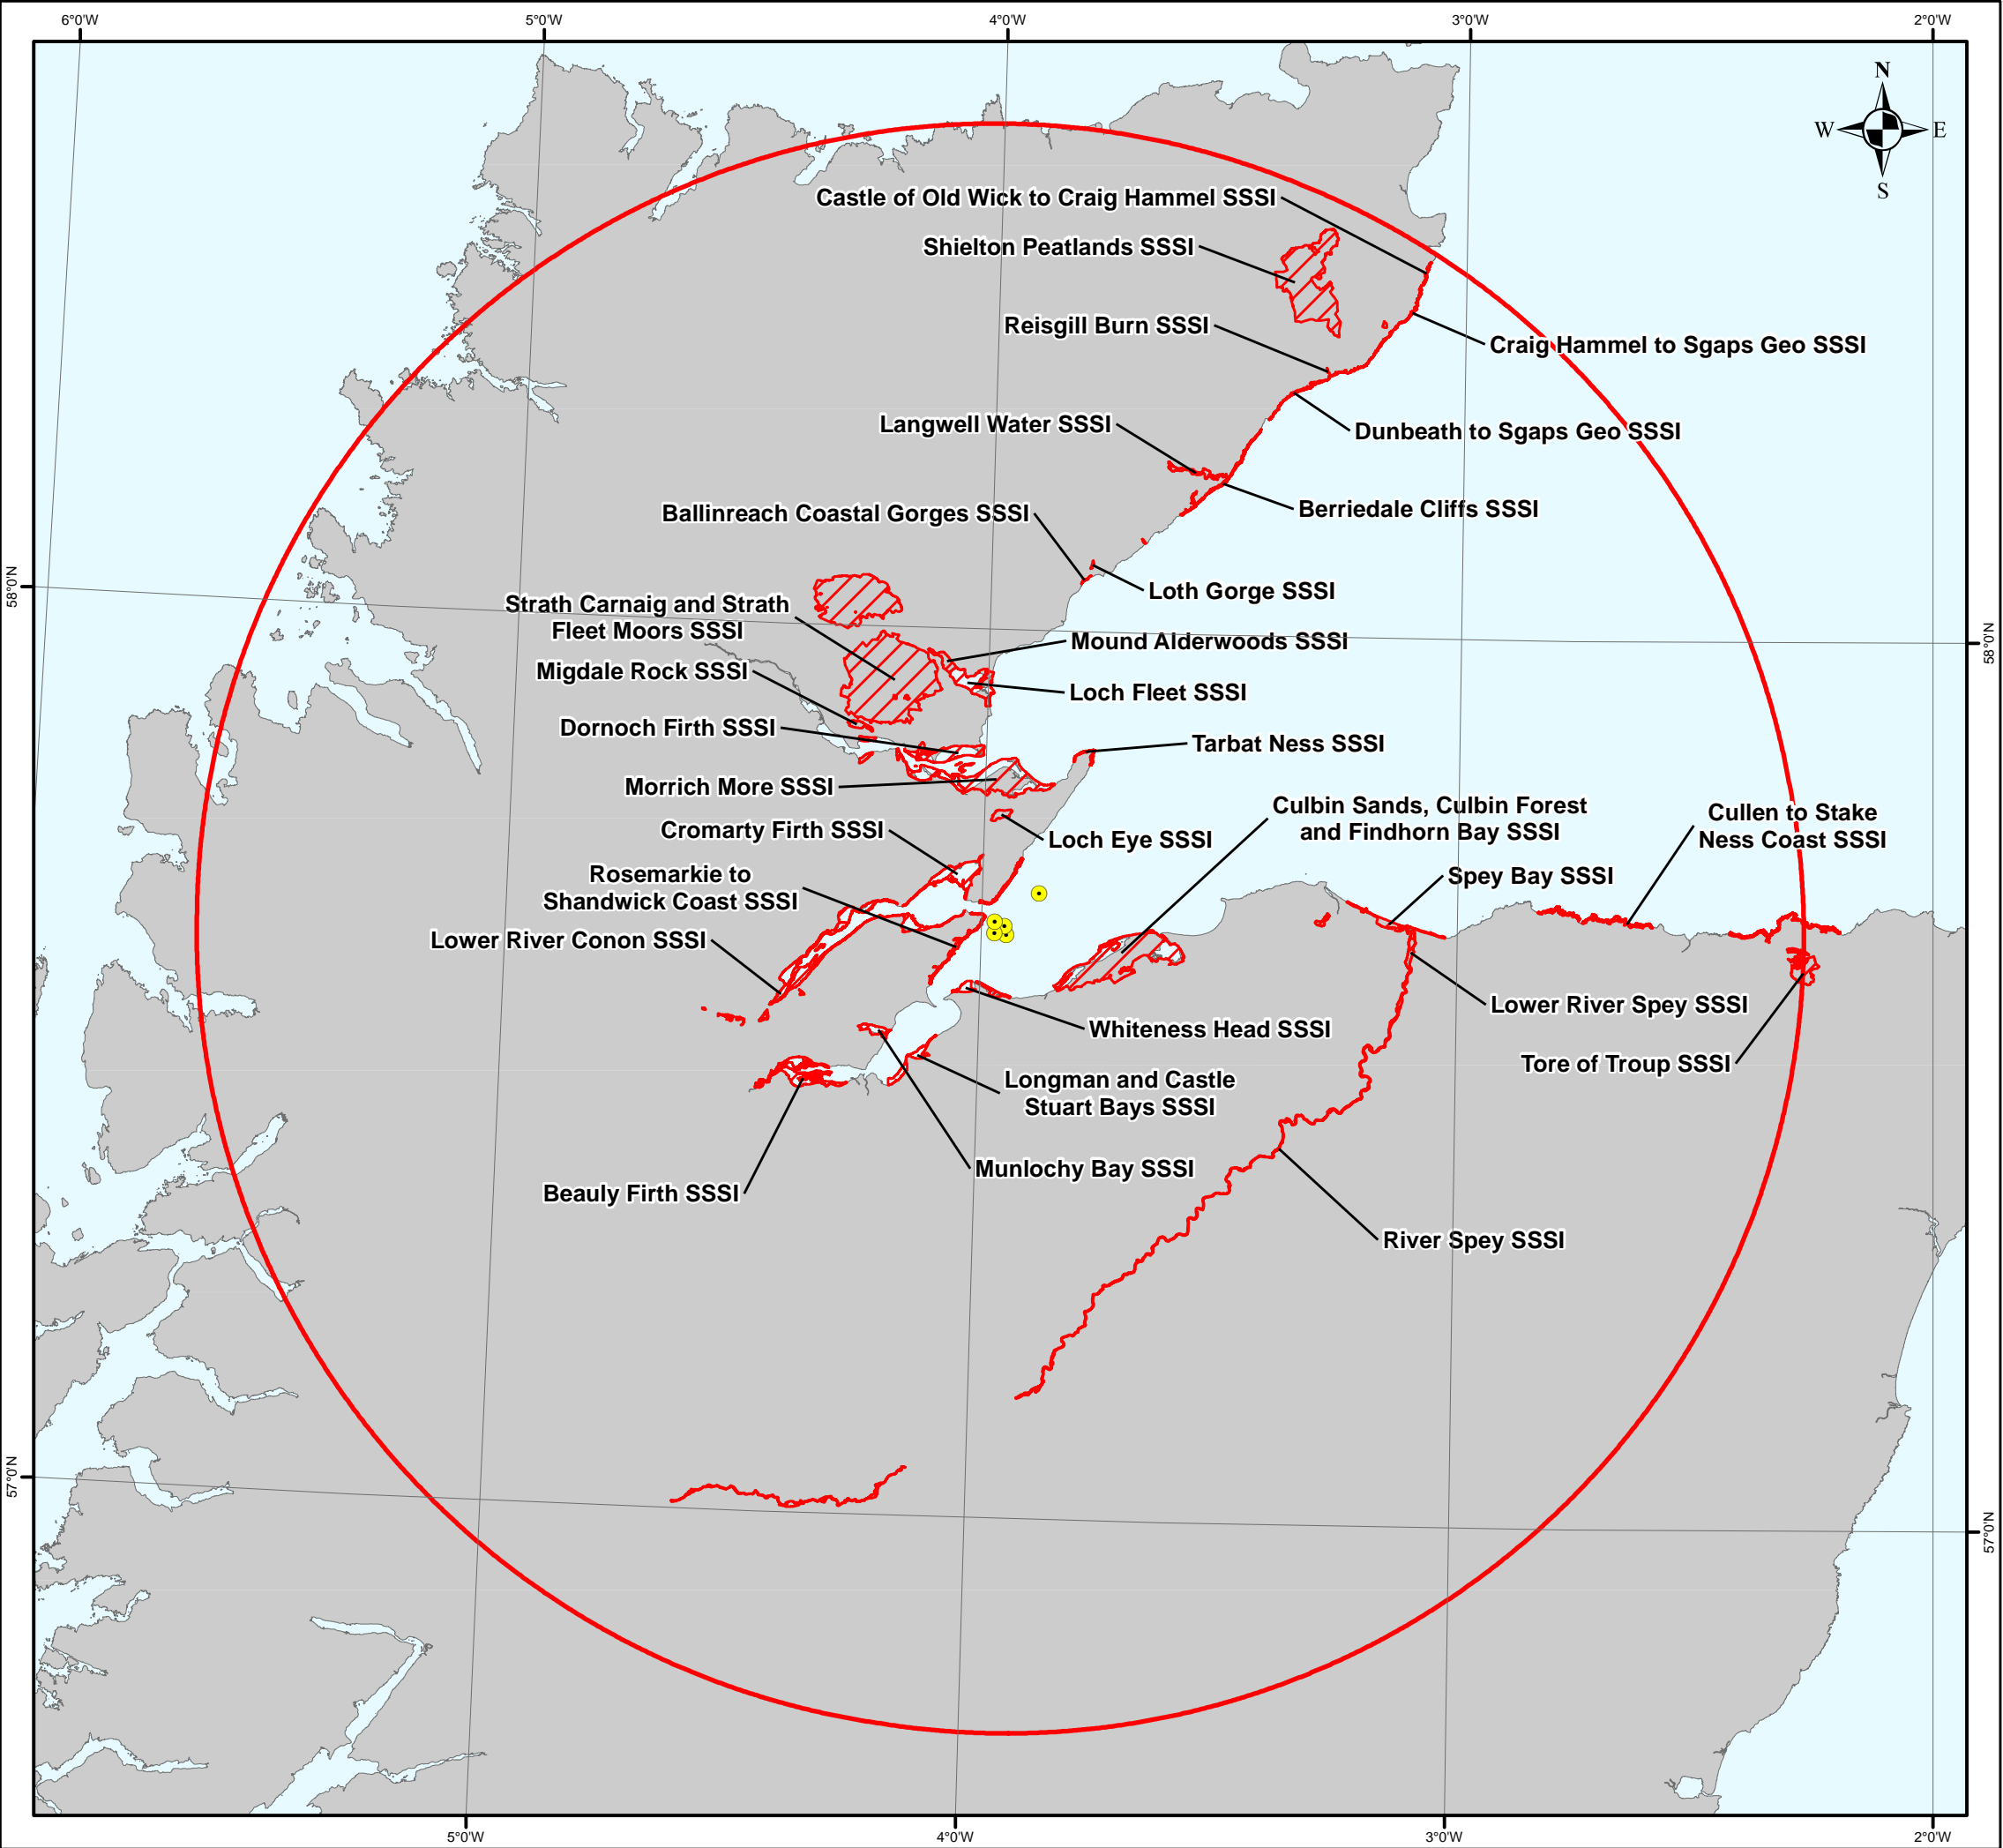 6°0'W
5°0'W
4°0'W
3°0'W
2°0'W
N
W
E
S
Castle of Old Wick to Craig Hammel SSSI
Shielton Peatlands SSSI
Reisgill Burn SSSI
Craig Hammel to Sgaps Geo SSSI
Langwell Water SSSI
Dunbeath to Sgaps Geo SSSI
Ballinreach Coastal Gorges SSSI
Berriedale Cliffs SSSI
58°0'N
Loth Gorge SSSI
Strath Carnaig and Strath
Fleet Moors SSSI
Mound Alderwoods SSSI
58°0'N
Migdale Rock SSSI
Loch Fleet SSSI
Dornoch Firth SSSI
Tarbat Ness SSSI
Morrich More SSSI
Culbin Sands, Culbin Forest
and Findhorn Bay SSSI
Cullen to Stake
Ness Coast SSSI
Cromarty Firth SSSI
Loch Eye SSSI
Rosemarkie to
Shandwick Coast SSSI
Spey Bay SSSI
Lower River Conon SSSI
Lower River Spey SSSI
Whiteness Head SSSI
Tore of Troup SSSI
Longman and Castle
Stuart Bays SSSI
Munlochy Bay SSSI
Beauly Firth SSSI
River Spey SSSI
57°0'N
57°0'N
5°0'W
4°0'W
3°0'W
2°0'W